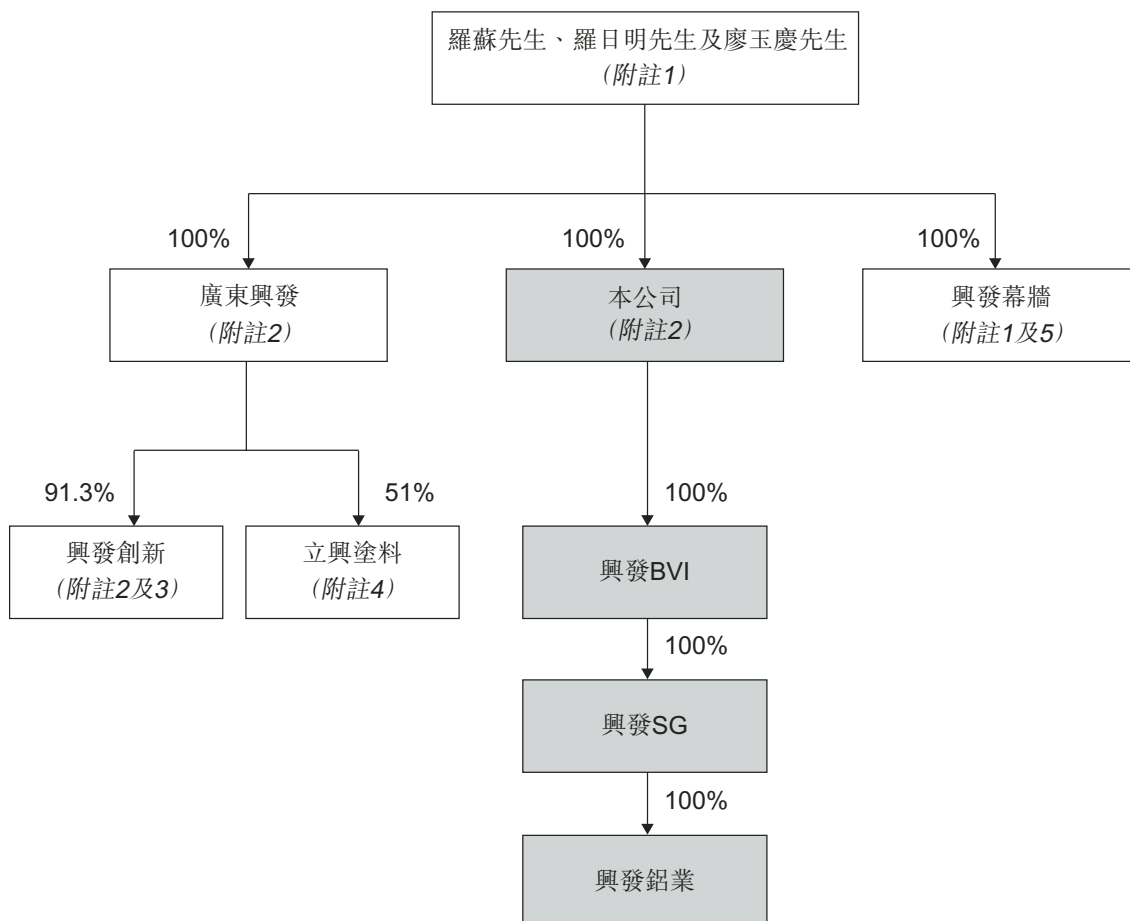 羅蘇先生、羅日明先生及廖玉慶先生
(附註1)
100%
100%
100%
廣東興發
(附註2)
本公司
(附註2)
興發幕牆
(附註1及5)
91.3%
51%
100%
興發創新
(附註2及3)
立興塗料
(附註4)
興發BVI
100%
興發SG
100%
興發鋁業